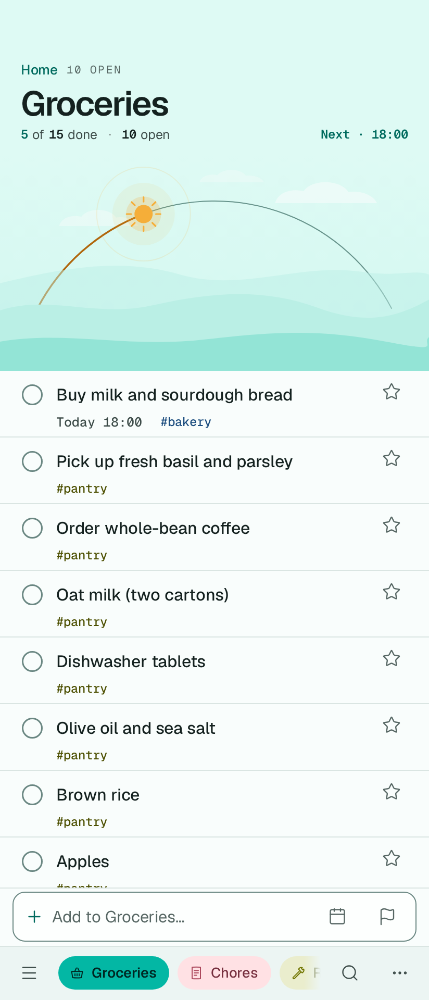 Home 10 OPEN
Groceries
5 of 15 done · 10 open
Next · 18:00
Buy milk and sourdough bread
Today 18:00 #bakery
Pick up fresh basil and parsley
#pantry
Order whole-bean coffee
#pantry
Oat milk (two cartons)
#pantry
Dishwasher tablets
#pantry
Olive oil and sea salt
#pantry
Brown rice
#pantry
Apples
#pantry
Add to Groceries...
Groceries Chores